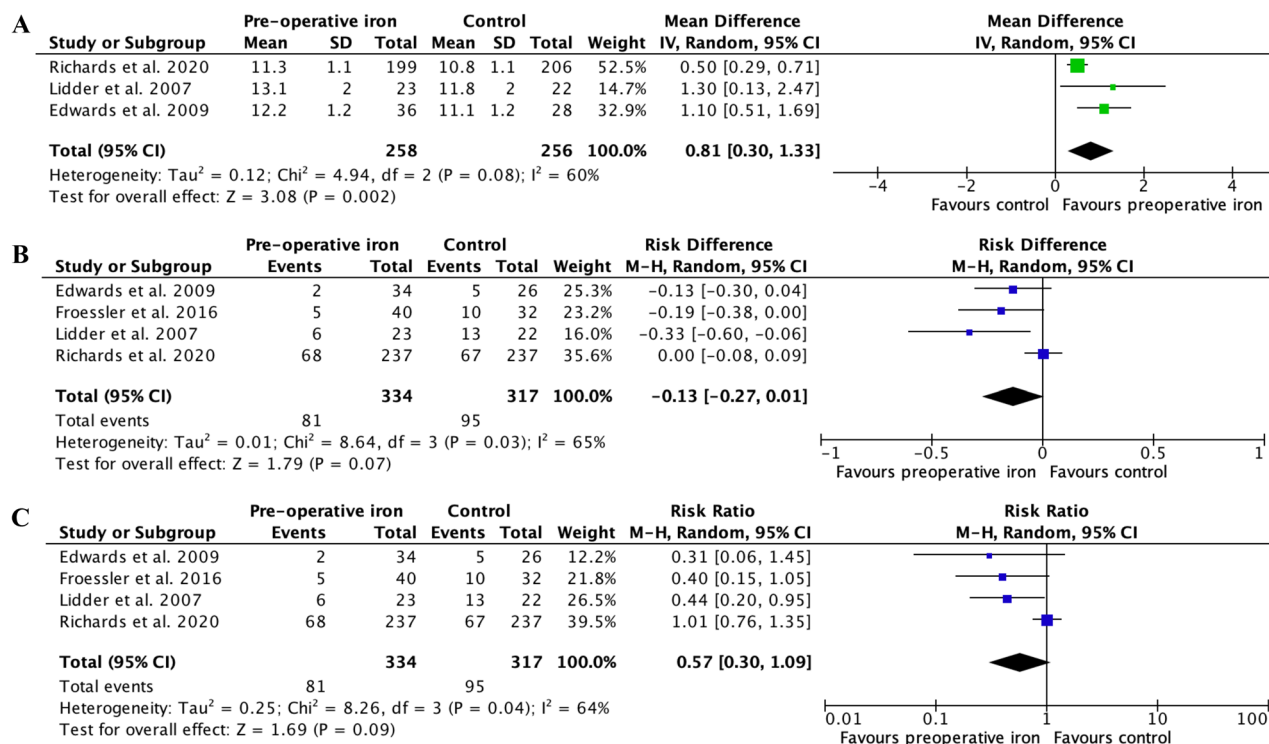 A
Pre-operative iron Control Mean Difference Mean Difference
Study or Subgroup Mean SD Total Mean SD Total Weight IV, Random, 95% CI IV, Random, 95% CI
Richards et al. 2020 11.3 1.1 199 10.8 1.1 206 52.5% 0.50 [0.29, 0.71]
Lidder et al. 2007 13.1 2 23 11.8 2 22 14.7% 1.30 [0.13, 2.47]
Edwards et al. 2009 12.2 1.2 36 11.1 1.2 28 32.9% 1.10 [0.51, 1.69]
Total (95% CI) 258 256 100.0% 0.81 [0.30, 1.33]
Heterogeneity: Tau² = 0.12; Chi² = 4.94, df = 2 (P = 0.08); I² = 60%
Test for overall effect: Z = 3.08 (P = 0.002)
-4 -2 0 2 4
Favours control Favours preoperative iron
B
Pre-operative iron Control Risk Difference Risk Difference
Study or Subgroup Events Total Events Total Weight M-H, Random, 95% CI M-H, Random, 95% CI
Edwards et al. 2009 2 34 5 26 25.3% -0.13 [-0.30, 0.04]
Froessler et al. 2016 5 40 10 32 23.2% -0.19 [-0.38, 0.00]
Lidder et al. 2007 6 23 13 22 16.0% -0.33 [-0.60, -0.06]
Richards et al. 2020 68 237 67 237 35.6% 0.00 [-0.08, 0.09]
Total (95% CI) 334 317 100.0% -0.13 [-0.27, 0.01]
Total events 81 95
Heterogeneity: Tau² = 0.01; Chi² = 8.64, df = 3 (P = 0.03); I² = 65%
Test for overall effect: Z = 1.79 (P = 0.07)
-1 -0.5 0 0.5 1
Favours preoperative iron Favours control
C
Pre-operative iron Control Risk Ratio Risk Ratio
Study or Subgroup Events Total Events Total Weight M-H, Random, 95% CI M-H, Random, 95% CI
Edwards et al. 2009 2 34 5 26 12.2% 0.31 [0.06, 1.45]
Froessler et al. 2016 5 40 10 32 21.8% 0.40 [0.15, 1.05]
Lidder et al. 2007 6 23 13 22 26.5% 0.44 [0.20, 0.95]
Richards et al. 2020 68 237 67 237 39.5% 1.01 [0.76, 1.35]
Total (95% CI) 334 317 100.0% 0.57 [0.30, 1.09]
Total events 81 95
Heterogeneity: Tau² = 0.25; Chi² = 8.26, df = 3 (P = 0.04); I² = 64%
Test for overall effect: Z = 1.69 (P = 0.09)
0.01 0.1 1 10 100
Favours preoperative iron Favours control